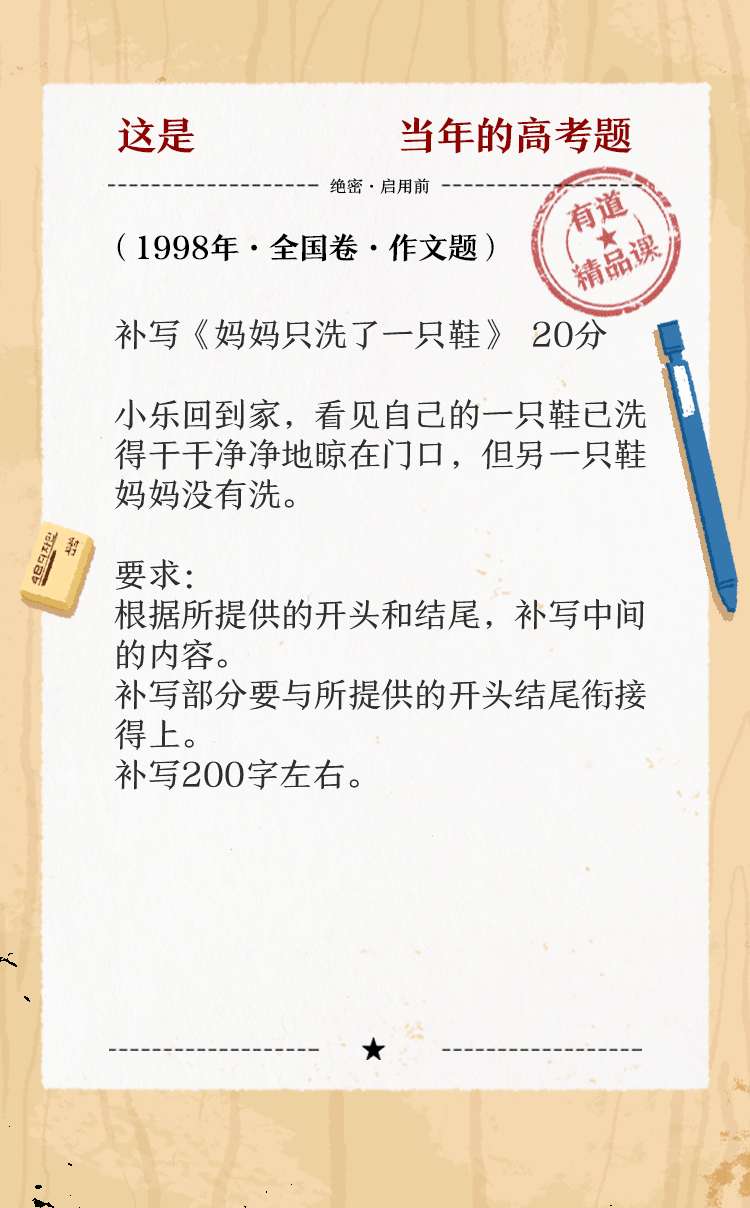 这是 当年的高考题
绝密·启用前
有道
精品课
（1998年·全国卷·作文题）
补写《妈妈只洗了一只鞋》 20分
小乐回到家，看见自己的一只鞋已洗
得干干净净地晾在门口，但另一只鞋
妈妈没有洗。
要求：
根据所提供的开头和结尾，补写中间
的内容。
补写部分要与所提供的开头结尾衔接
得上。
补写200字左右。